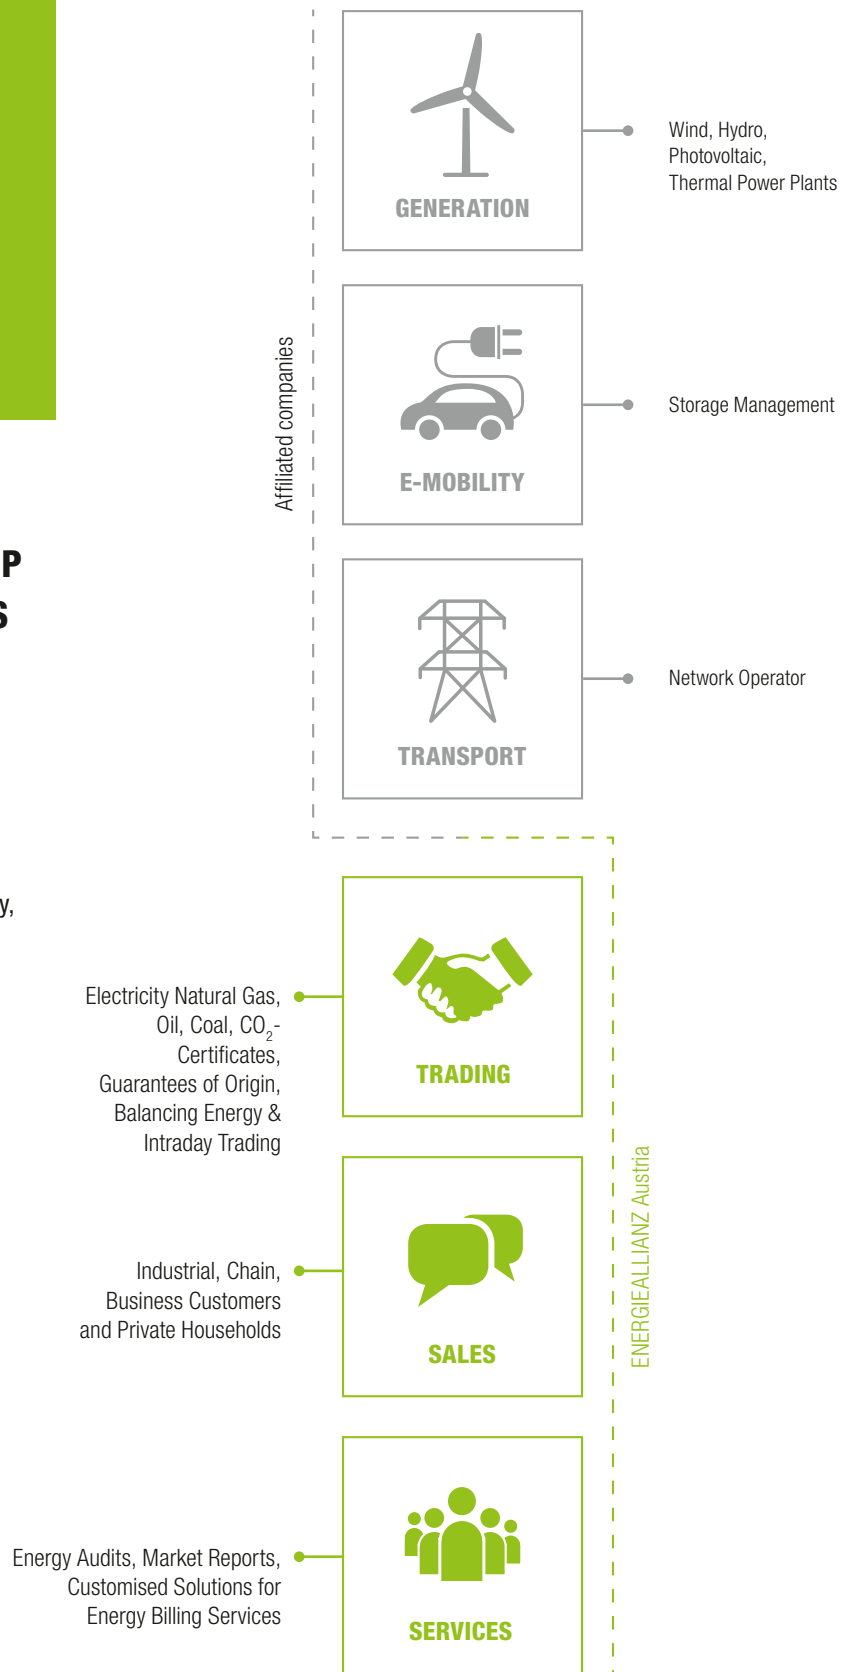 Wind, Hydro,
Photovoltaic,
Thermal Power Plants
GENERATION
Affiliated companies
Storage Management
E-MOBILITY
P
S
Network Operator
TRANSPORT
y,
Electricity Natural Gas,
Oil, Coal, CO₂-
Certificates,
Guarantees of Origin,
Balancing Energy &
Intraday Trading
TRADING
ENERGIEALLIANZ Austria
Industrial, Chain,
Business Customers
and Private Households
SALES
Energy Audits, Market Reports,
Customised Solutions for
Energy Billing Services
SERVICES